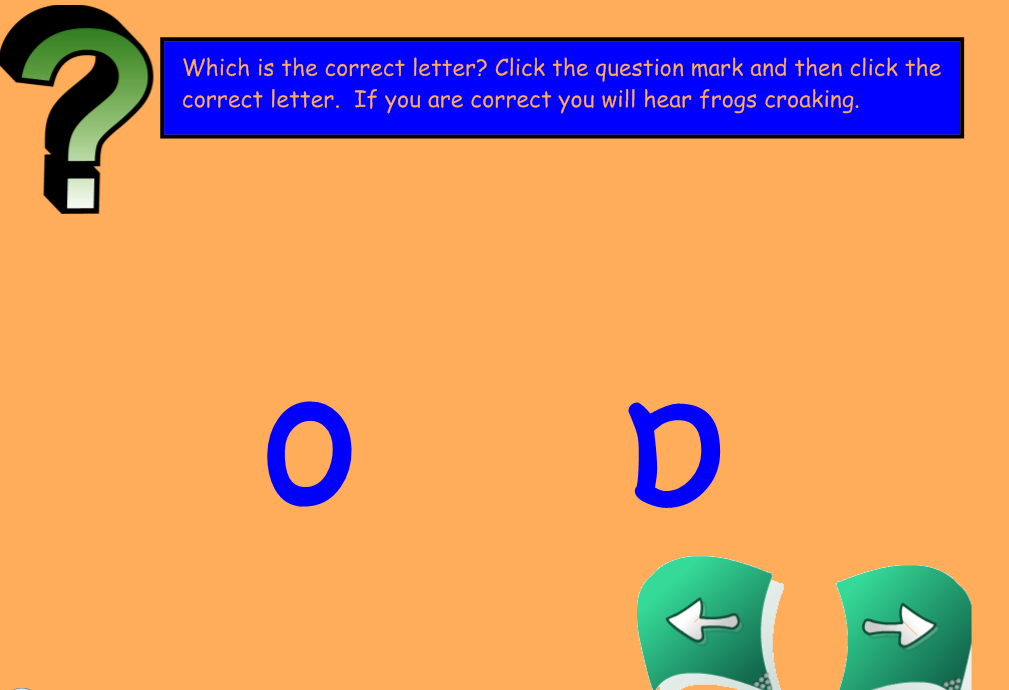 ?
Which is the correct letter? Click the question mark and then click the
correct letter. If you are correct you will hear frogs croaking.
O D